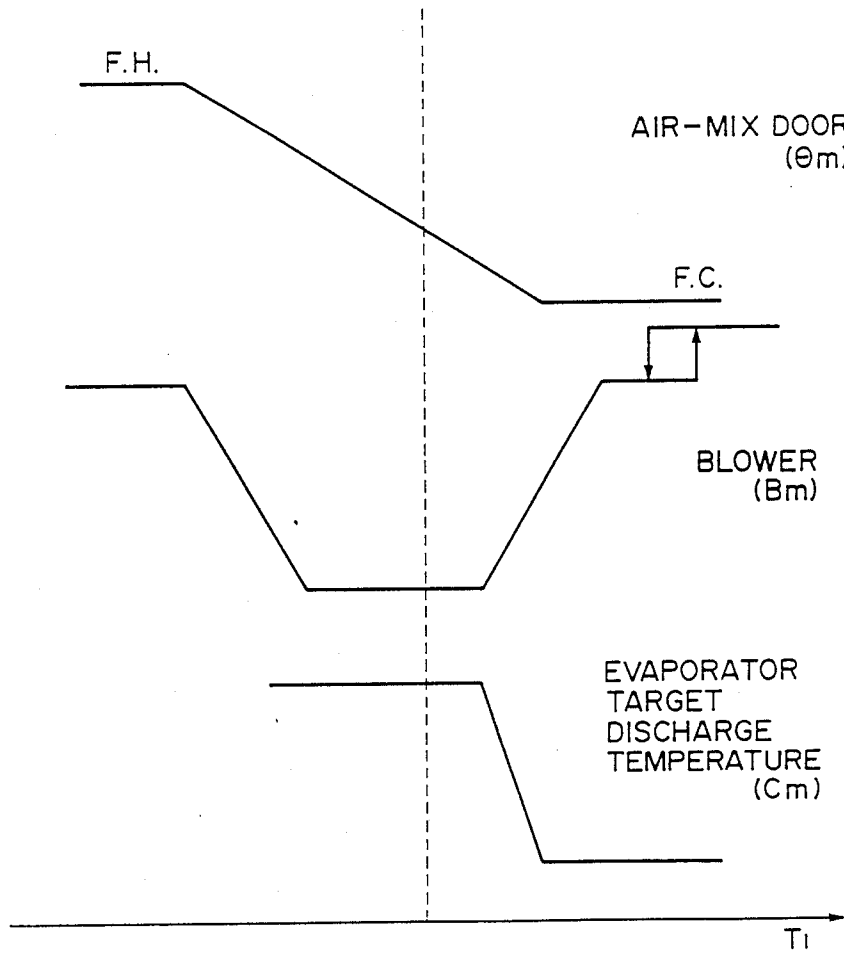 F.H.
AIR-MIX DOOR
(θm)
F.C.
BLOWER
(Bm)
EVAPORATOR
TARGET
DISCHARGE
TEMPERATURE
(Cm)
T1